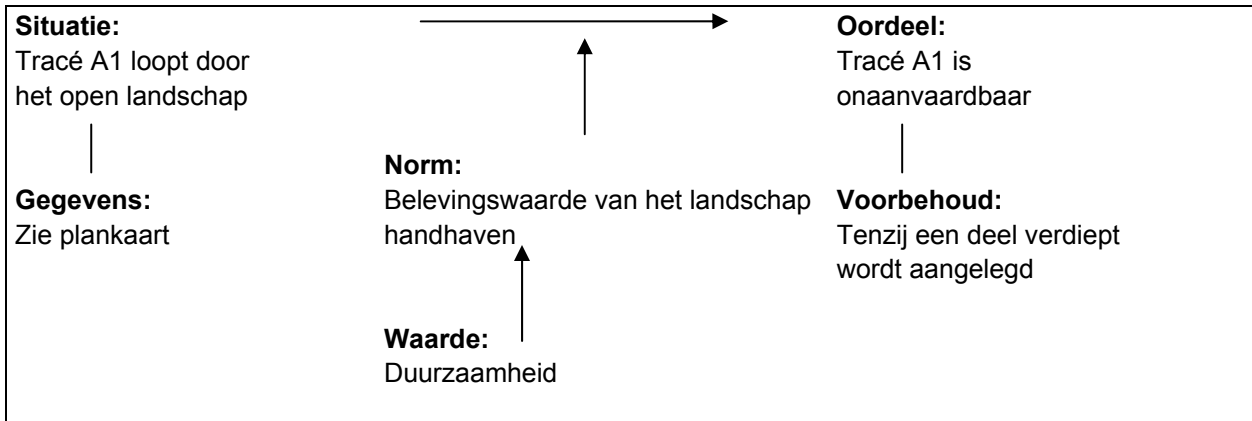 Situatie:
Tracé A1 loopt door
het open landschap
Gegevens:
Zie plankaart
Norm:
Belevingswaarde van het landschap
handhaven
Waarde:
Duurzaamheid
Oordeel:
Tracé A1 is
onaanvaardbaar
Voorbehoud:
Tenzij een deel verdiept
wordt aangelegd